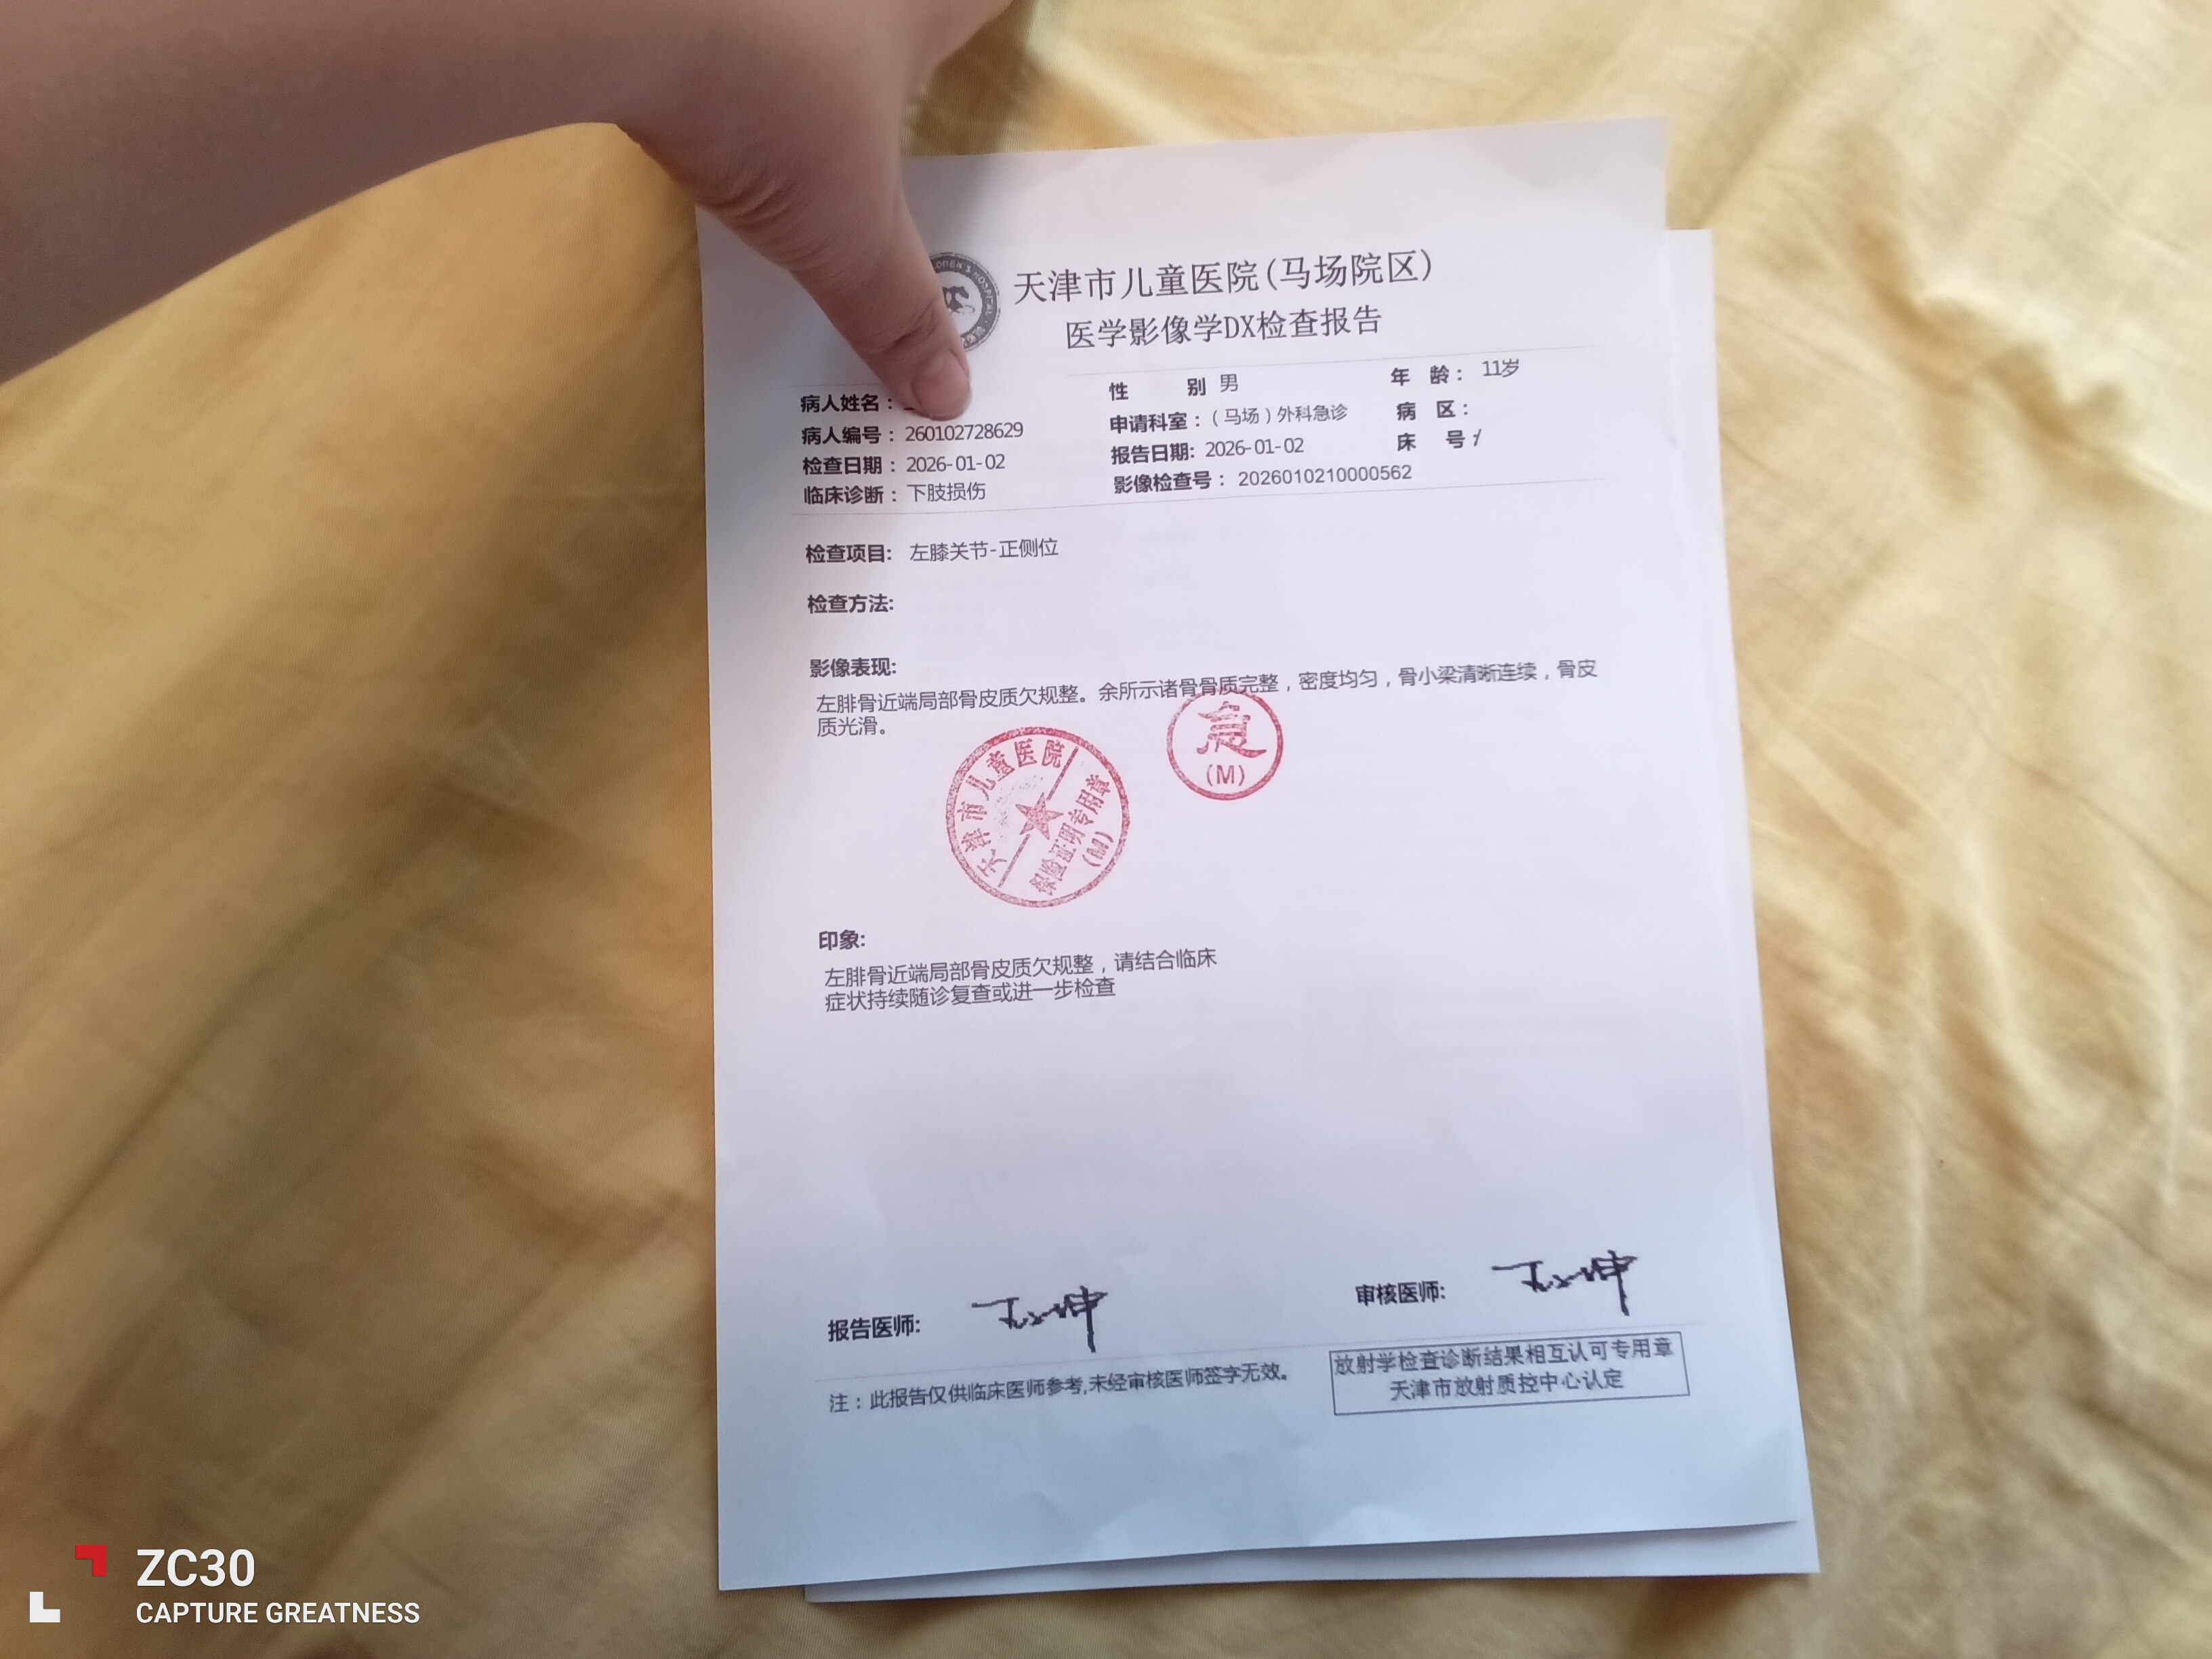 天津市儿童医院(马场院区)
医学影像学DX检查报告
病人姓名：
性 别 男
年 龄： 11岁
病人编号： 260102728629
申请科室：（马场）外科急诊
病 区：
检查日期： 2026-01-02
报告日期: 2026-01-02
床 号 /
临床诊断： 下肢损伤
影像检查号： 2026010210000562
检查项目: 左膝关节-正侧位
检查方法:
影像表现:
左腓骨近端局部骨皮质欠规整。余所示诸骨骨质完整，密度均匀，骨小梁清晰连续，骨皮
质光滑。
急
(M)
天津市儿童医院
保险证明专用章
(M)
印象:
左腓骨近端局部骨皮质欠规整，请结合临床
症状持续随诊复查或进一步检查
报告医师:
审核医师:
注：此报告仅供临床医师参考,未经审核医师签字无效。
放射学检查诊断结果相互认可专用章
天津市放射质控中心认定
ZC30
CAPTURE GREATNESS